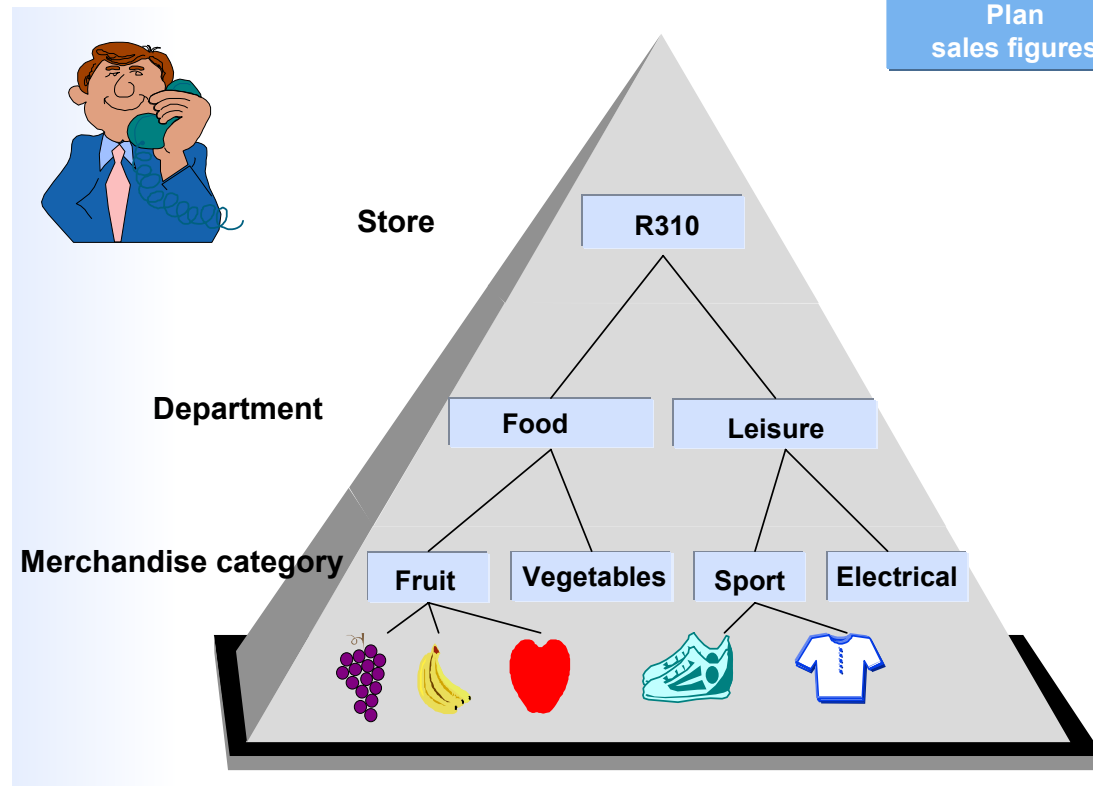 Plan
sales figures
Store
R310
Department
Food
Leisure
Merchandise category
Fruit
Vegetables
Sport
Electrical